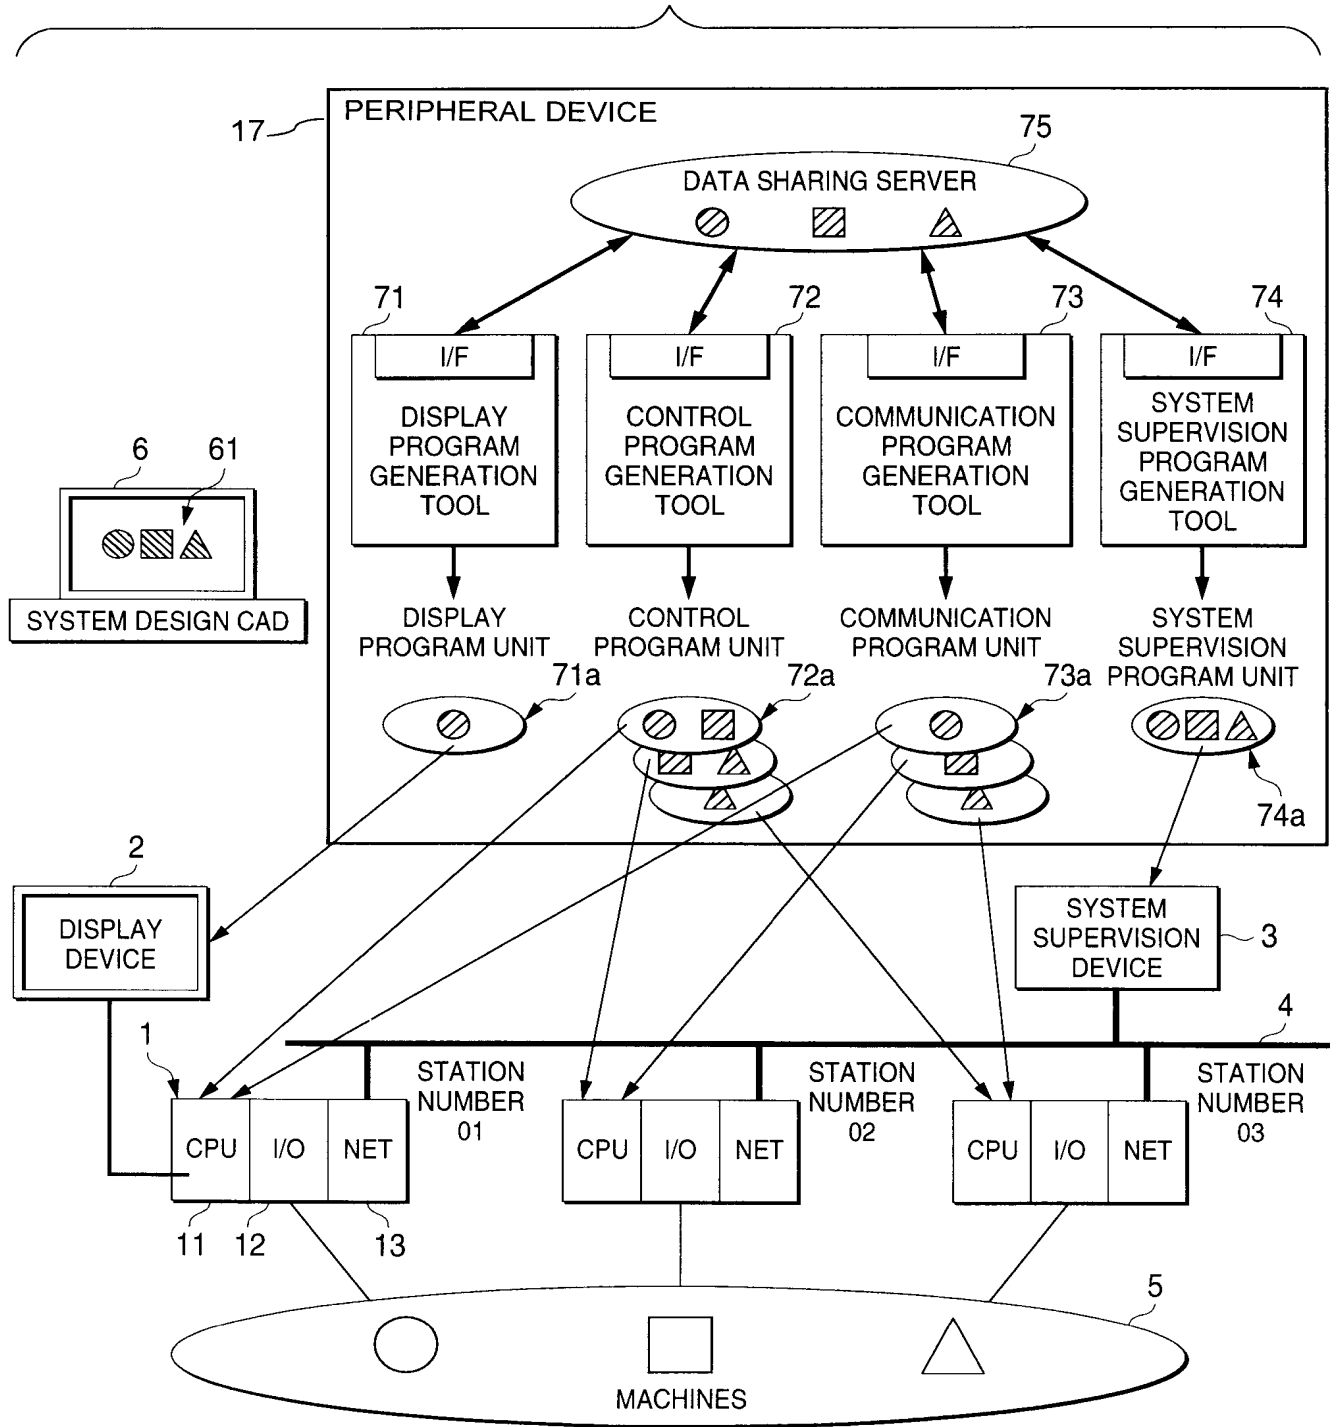 PERIPHERAL DEVICE
17
75
DATA SHARING SERVER
71
72
73
74
I/F
I/F
I/F
I/F
DISPLAY
PROGRAM
GENERATION
TOOL
CONTROL
PROGRAM
GENERATION
TOOL
COMMUNICATION
PROGRAM
GENERATION
TOOL
SYSTEM
SUPERVISION
PROGRAM
GENERATION
TOOL
6
61
SYSTEM DESIGN CAD
DISPLAY
PROGRAM UNIT
CONTROL
PROGRAM UNIT
COMMUNICATION
PROGRAM UNIT
SYSTEM
SUPERVISION
PROGRAM UNIT
71a
72a
73a
74a
2
DISPLAY
DEVICE
SYSTEM
SUPERVISION
DEVICE
3
4
1
STATION
NUMBER
01
STATION
NUMBER
02
STATION
NUMBER
03
CPU
I/O
NET
CPU
I/O
NET
CPU
I/O
NET
11
12
13
5
MACHINES